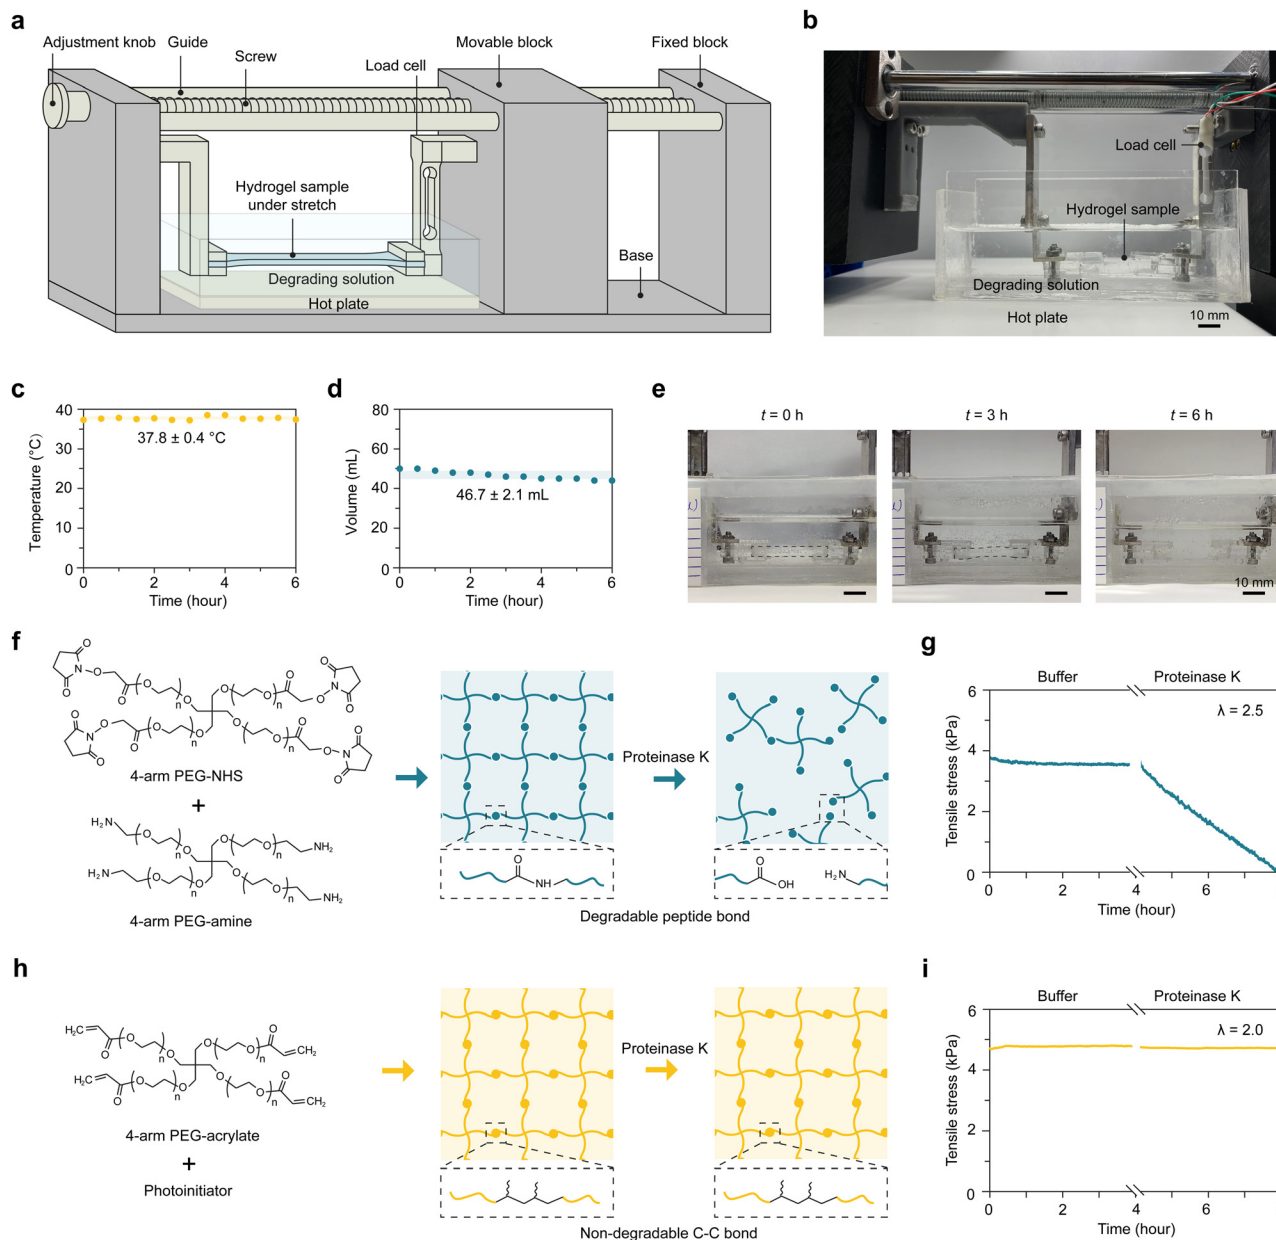 a
Adjustment knob
Guide
Screw
Load cell
Movable block
Fixed block
Hydrogel sample
under stretch
Degrading solution
Hot plate
Base
b
Load cell
Hydrogel sample
Degrading solution
Hot plate
10 mm
c
Temperature (°C)
40
30
20
10
0
37.8 ± 0.4 °C
0 2 4 6
Time (hour)
d
Volume (mL)
80
60
40
20
0
46.7 ± 2.1 mL
0 2 4 6
Time (hour)
e
t = 0 h
t = 3 h
t = 6 h
10 mm
f
4-arm PEG-NHS
+
4-arm PEG-amine
Proteinase K
Degradable peptide bond
O
NH
O
OH
H2N
g
Buffer
Proteinase K
λ = 2.5
Tensile stress (kPa)
6
4
2
0
0 2 4 6
Time (hour)
h
4-arm PEG-acrylate
+
Photoinitiator
Proteinase K
Non-degradable C-C bond
i
Buffer
Proteinase K
λ = 2.0
Tensile stress (kPa)
6
4
2
0
0 2 4 6
Time (hour)